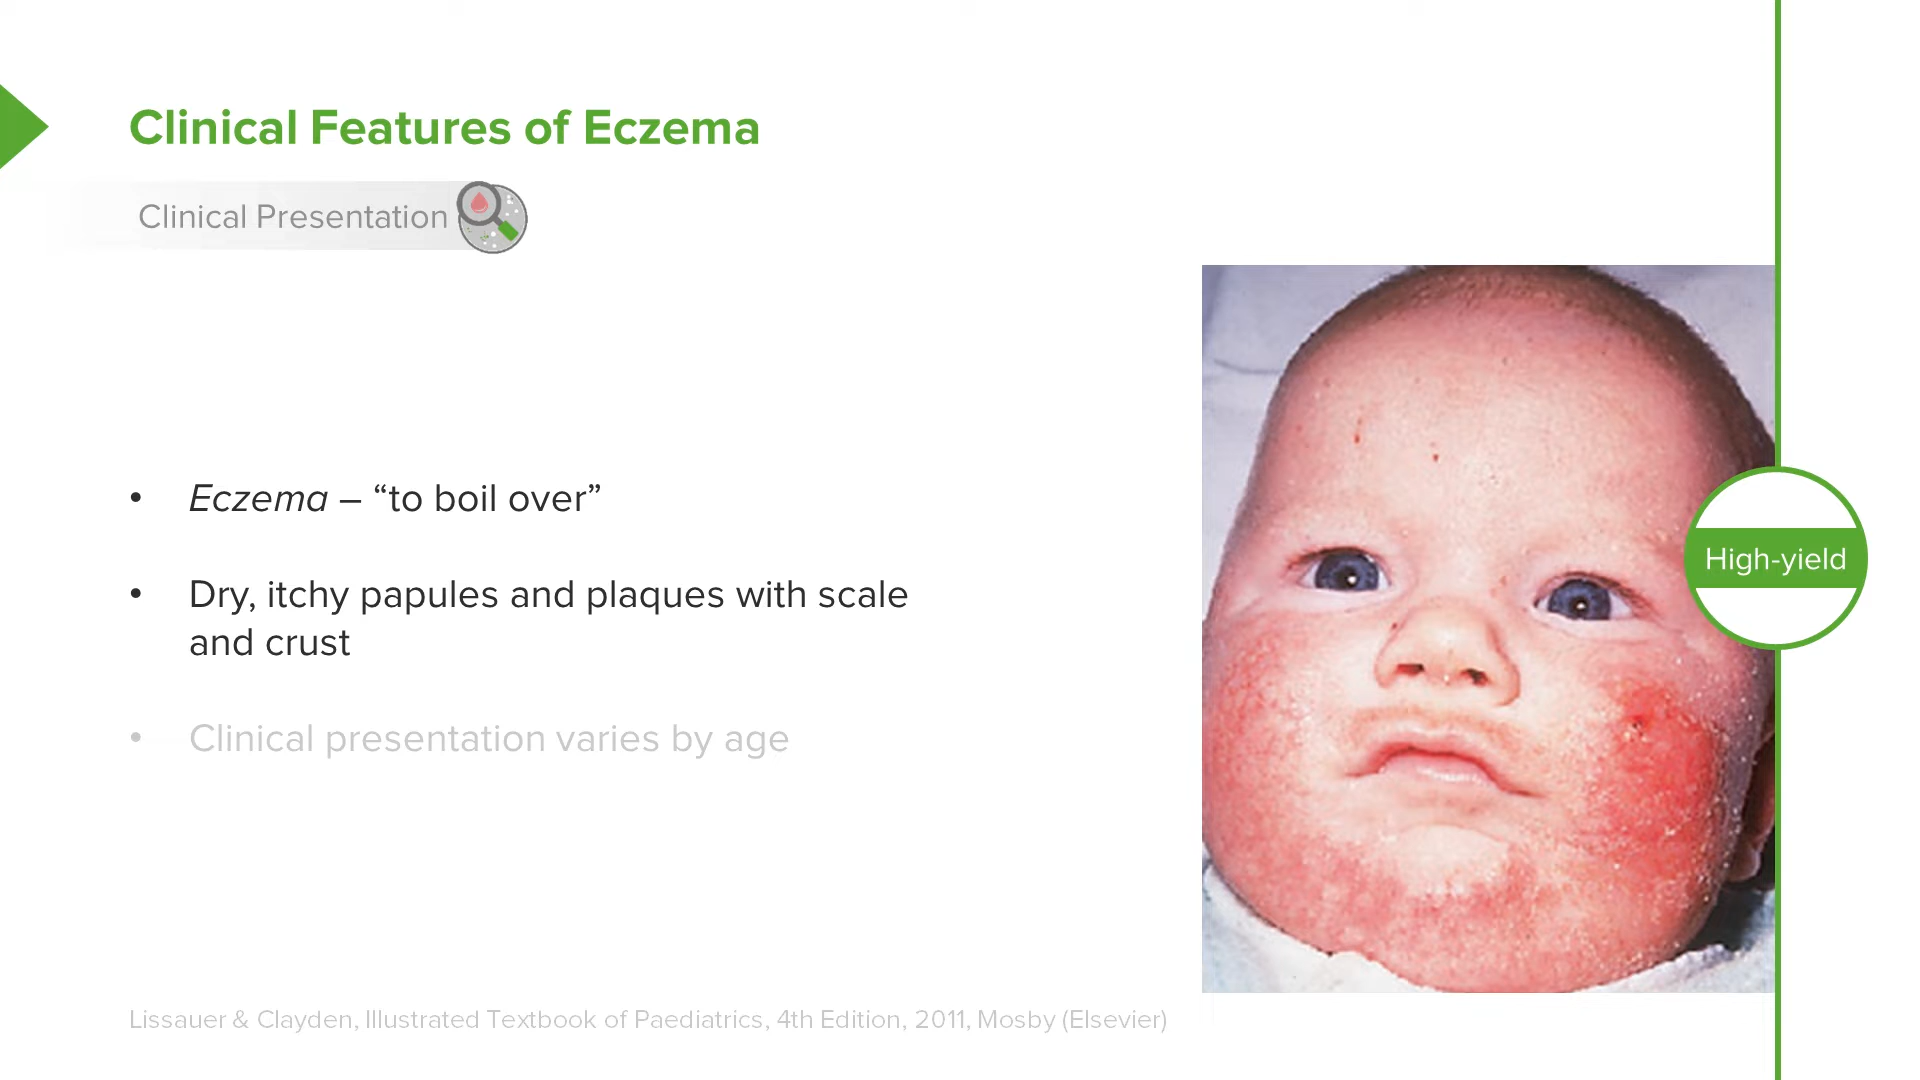 Clinical Features of Eczema
Clinical Presentation
• Eczema – “to boil over”
• Dry, itchy papules and plaques with scale
and crust
• Clinical presentation varies by age
High-yield
Lissauer & Clayden, Illustrated Textbook of Paediatrics, 4th Edition, 2011, Mosby (Elsevier)